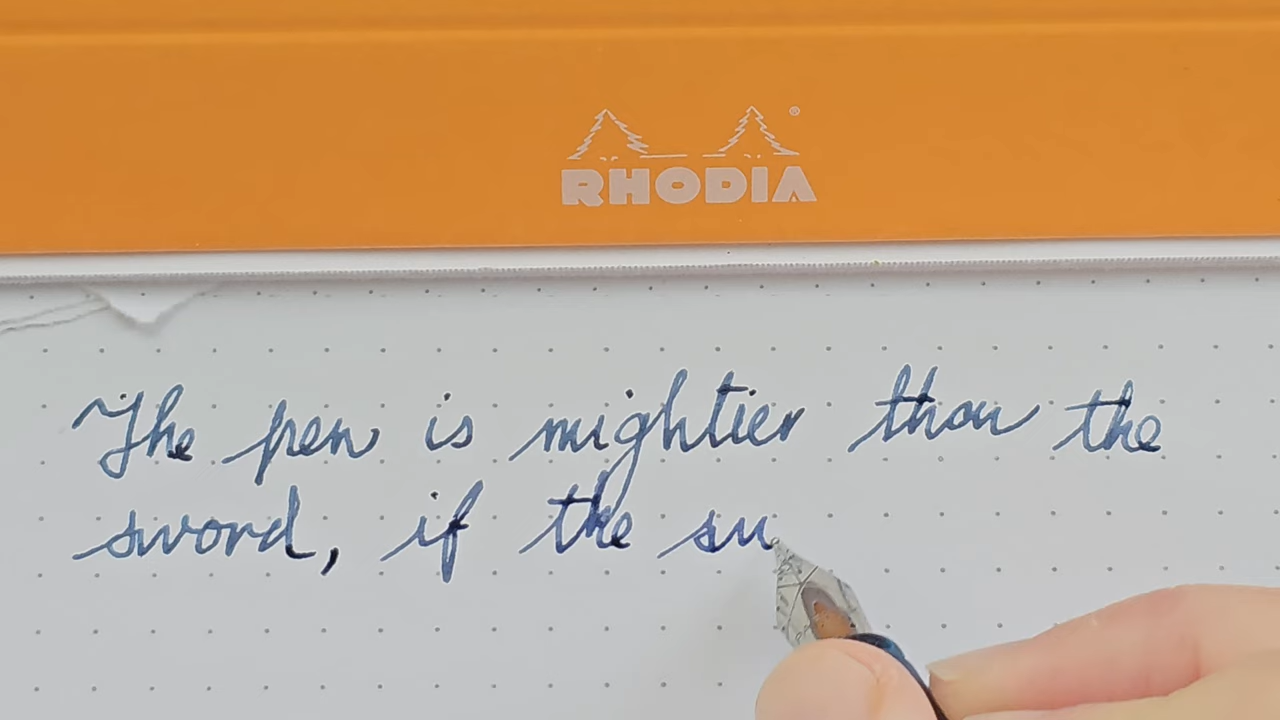 RHODIA
The pen is mightier than the
sword, if the su